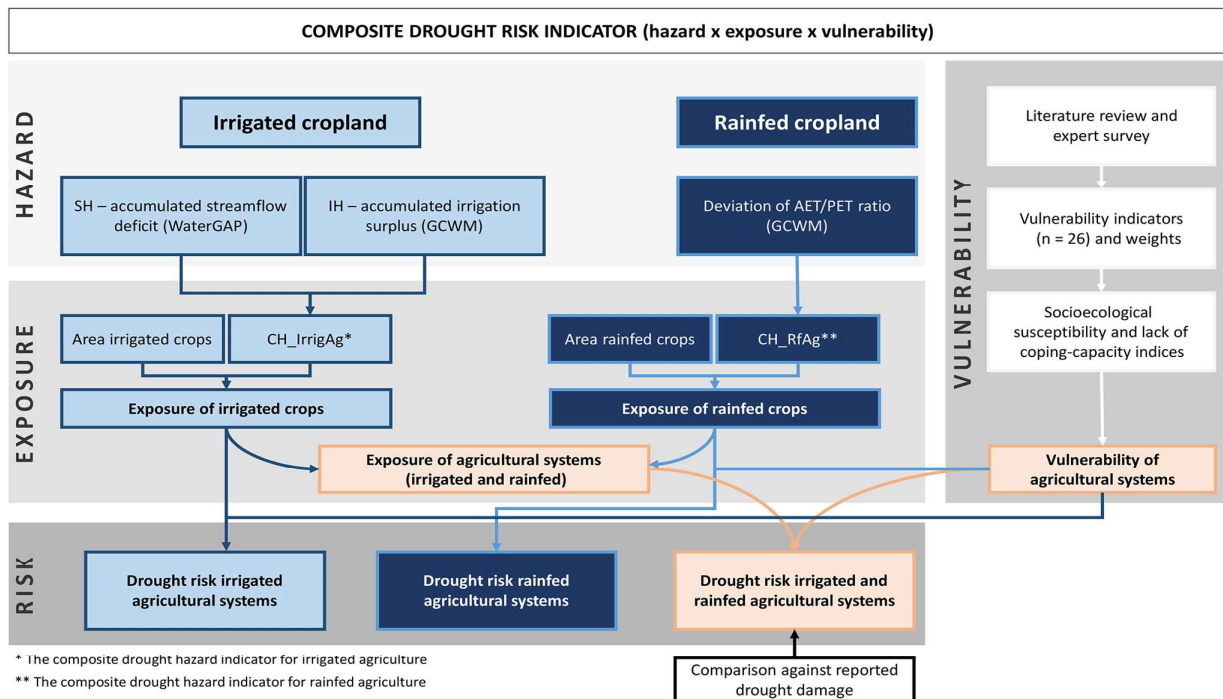 COMPOSITE DROUGHT RISK INDICATOR (hazard x exposure x vulnerability)
HAZARD
Irrigated cropland
Rainfed cropland
SH – accumulated streamflow
deficit (WaterGAP)
IH – accumulated irrigation
surplus (GCWM)
Deviation of AET/PET ratio
(GCWM)
EXPOSURE
Area irrigated crops
CH_IrrigAg*
Area rainfed crops
CH_RfAg**
Exposure of irrigated crops
Exposure of rainfed crops
Exposure of agricultural systems
(irrigated and rainfed)
VULNERABILITY
Literature review and
expert survey
Vulnerability indicators
(n = 26) and weights
Socioecological
susceptibility and lack of
coping-capacity indices
Vulnerability of
agricultural systems
RISK
Drought risk irrigated
agricultural systems
Drought risk rainfed
agricultural systems
Drought risk irrigated and
rainfed agricultural systems
* The composite drought hazard indicator for irrigated agriculture
** The composite drought hazard indicator for rainfed agriculture
Comparison against reported
drought damage